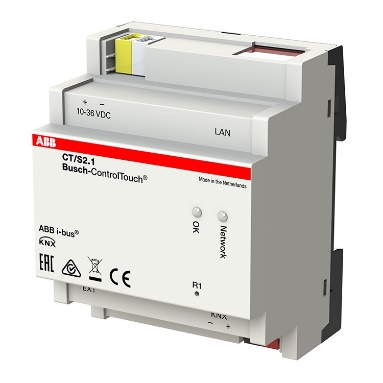 + -
10-36 VDC
LAN
ABB
CT/S2.1
Busch-ControlTouch®
Made in the Netherlands
OK
Network
ABB i-bus®
KNX
EAC
CE
R1
EXT
KNX
- +